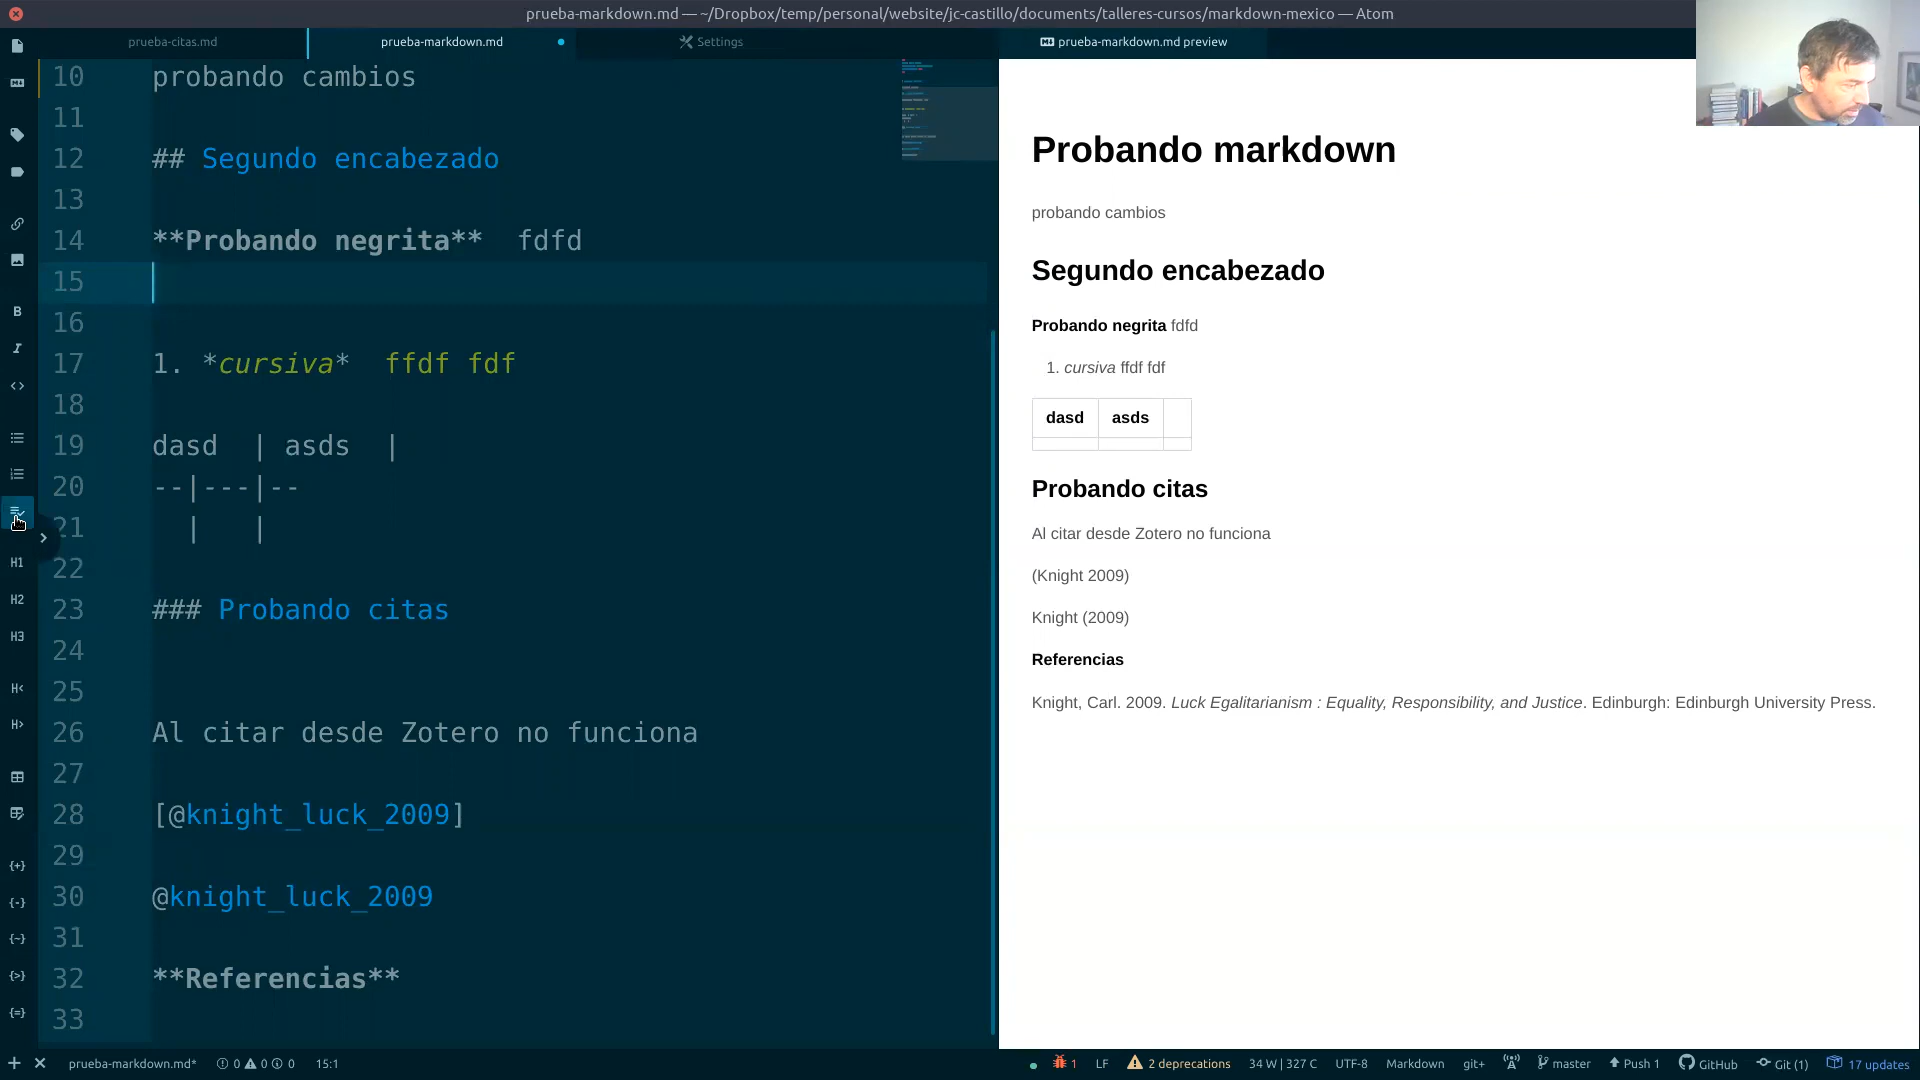 prueba-markdown.md — ~/Dropbox/temp/personal/website/jc-castillo/documents/talleres-cursos/markdown-mexico — Atom
prueba-citas.md
prueba-markdown.md
Settings
prueba-markdown.md preview
10 probando cambios
11
12 ## Segundo encabezado
13
14 **Probando negrita**  fdfd
15
16
17 1. *cursiva*  ffdf fdf
18
19 dasd  | asds  |
20 --|---|--
21   |   |
22
23 ### Probando citas
24
25
26 Al citar desde Zotero no funciona
27
28 [@knight_luck_2009]
29
30 @knight_luck_2009
31
32 **Referencias**
33
B
I
<>
H1
H2
H3
H<
H>
{+}
{-}
{~}
{>}
{=}
Probando markdown
probando cambios
Segundo encabezado
Probando negrita fdfd
1. cursiva ffdf fdf
dasd asds
Probando citas
Al citar desde Zotero no funciona
(Knight 2009)
Knight (2009)
Referencias
Knight, Carl. 2009. Luck Egalitarianism : Equality, Responsibility, and Justice. Edinburgh: Edinburgh University Press.
prueba-markdown.md* 0 0 0 15:1 1 LF 2 deprecations 34 W | 327 C UTF-8 Markdown git+ master Push 1 GitHub Git (1) 17 updates